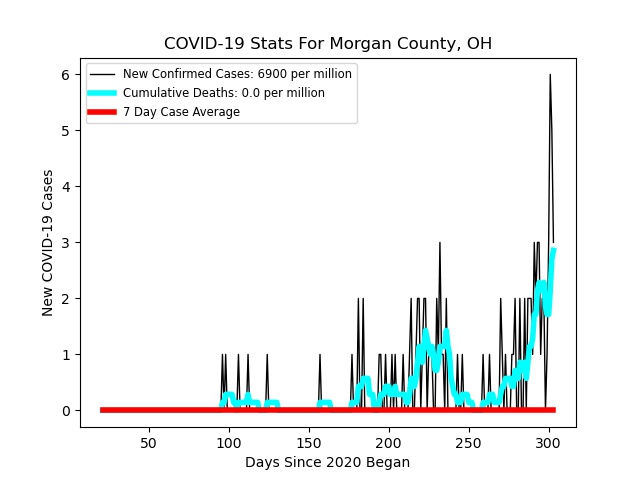 COVID-19 Stats For Morgan County, OH
New Confirmed Cases: 6900 per million
Cumulative Deaths: 0.0 per million
7 Day Case Average
New COVID-19 Cases
6
5
4
3
2
1
0
50 100 150 200 250 300
Days Since 2020 Began